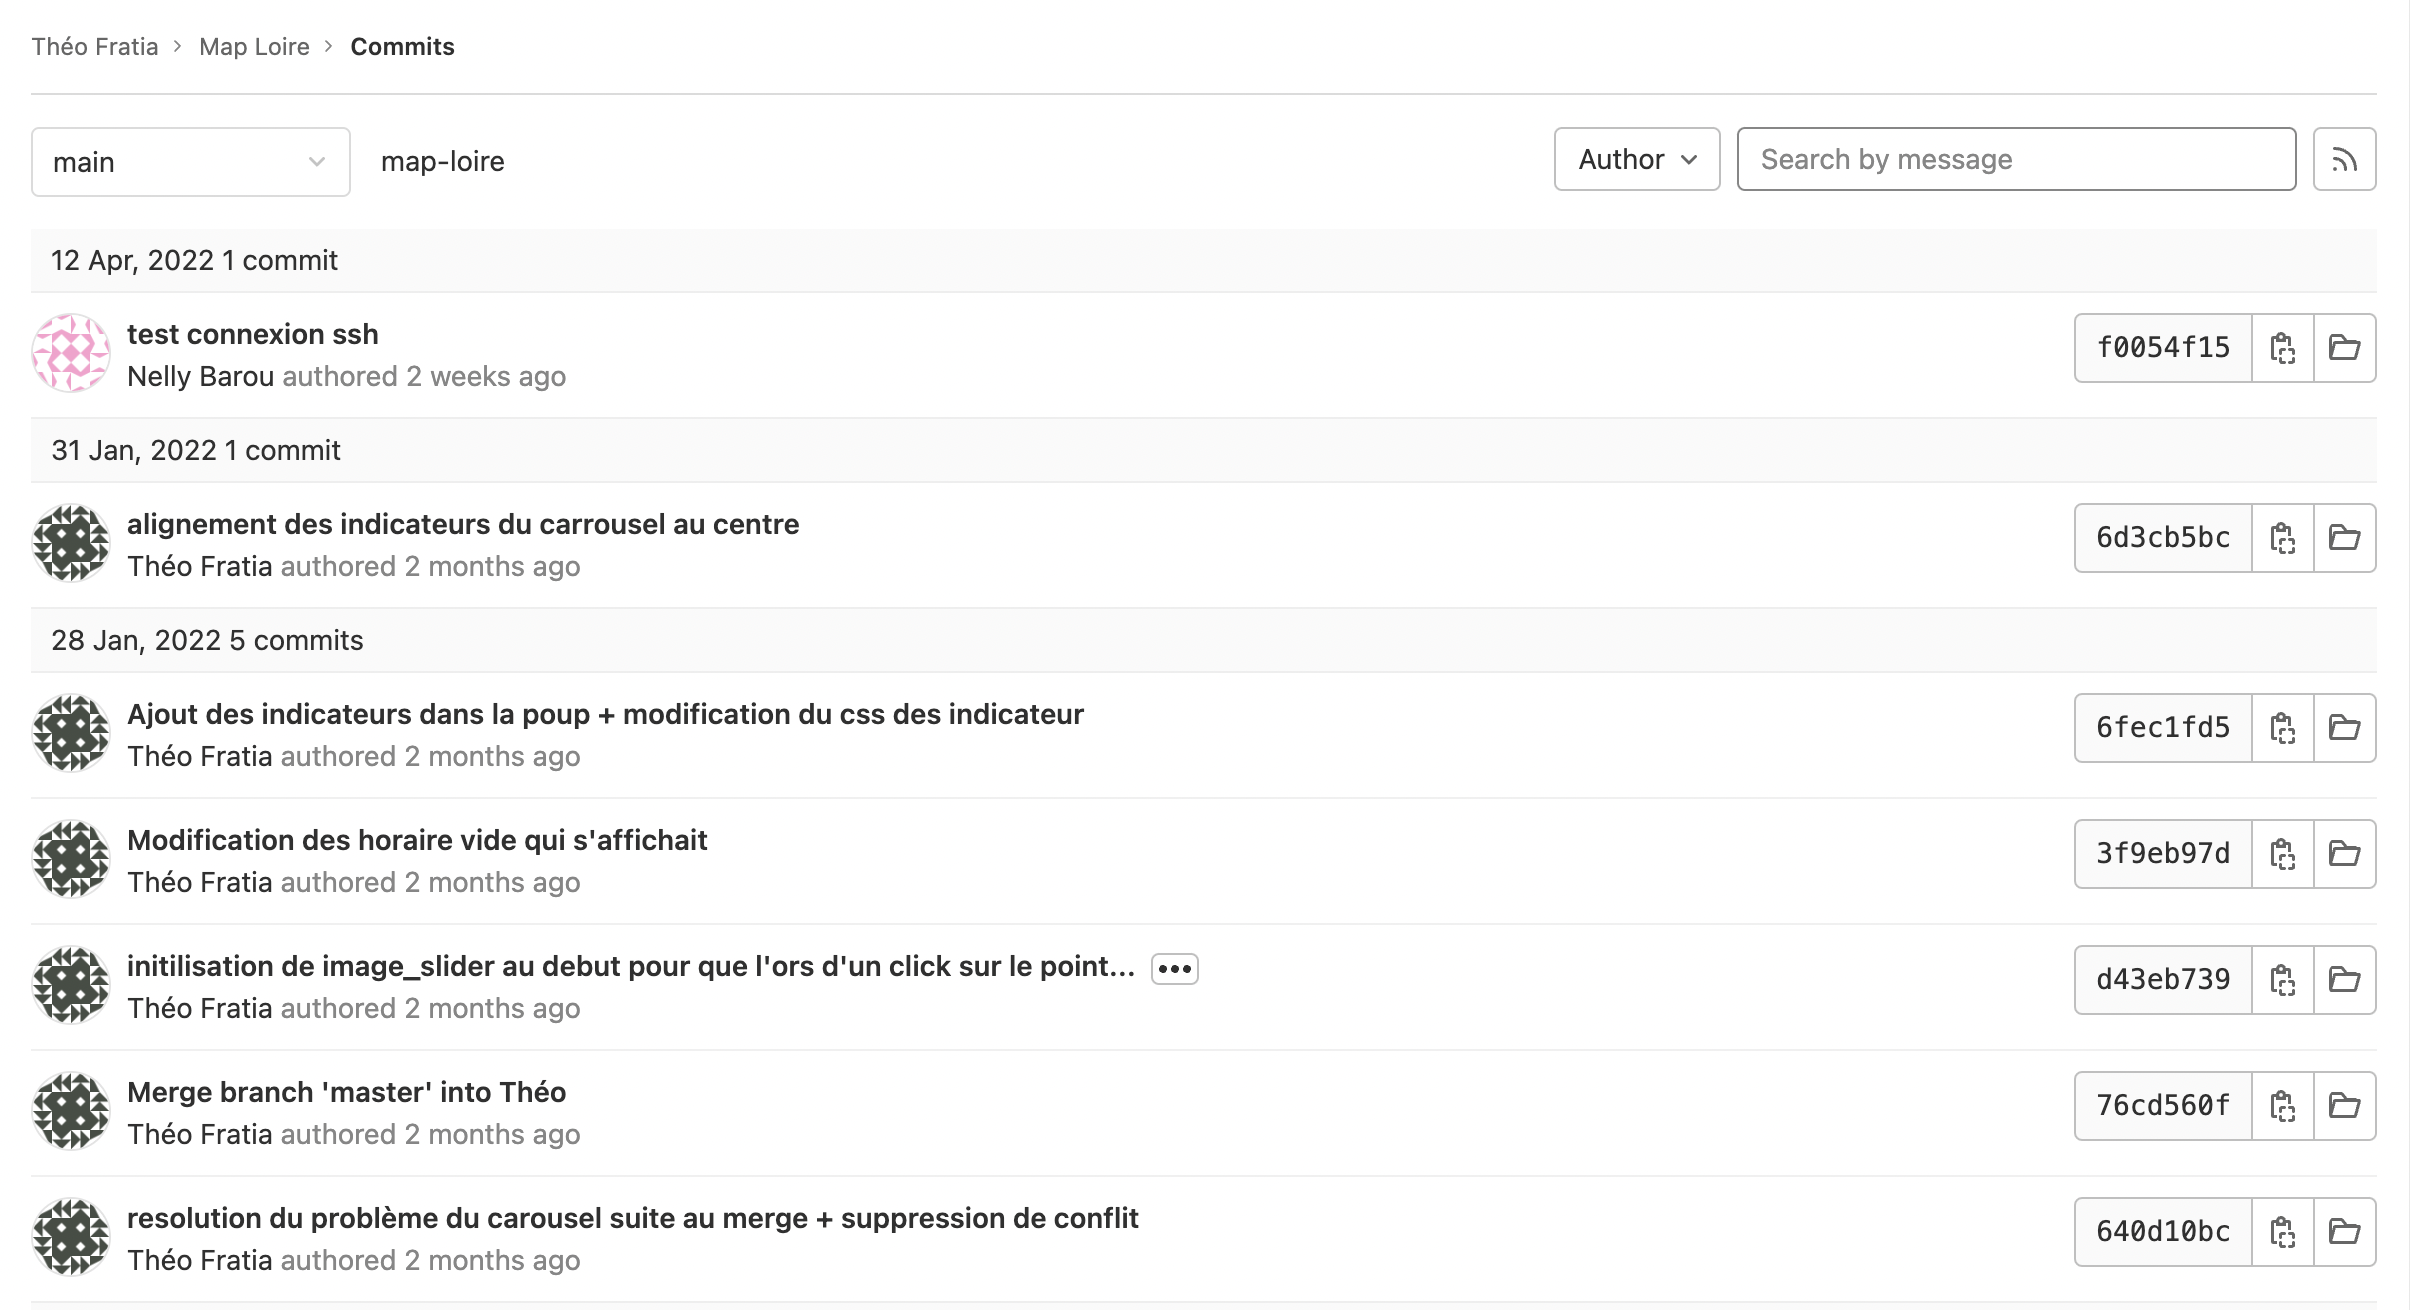 Théo Fratia > Map Loire > Commits
main map-loire Author Search by message
12 Apr, 2022 1 commit
test connexion ssh
Nelly Barou authored 2 weeks ago
f0054f15
31 Jan, 2022 1 commit
alignement des indicateurs du carrousel au centre
Théo Fratia authored 2 months ago
6d3cb5bc
28 Jan, 2022 5 commits
Ajout des indicateurs dans la poup + modification du css des indicateur
Théo Fratia authored 2 months ago
6fec1fd5
Modification des horaire vide qui s'affichait
Théo Fratia authored 2 months ago
3f9eb97d
initilisation de image_slider au debut pour que l'ors d'un click sur le point...
Théo Fratia authored 2 months ago
d43eb739
Merge branch 'master' into Théo
Théo Fratia authored 2 months ago
76cd560f
resolution du problème du carousel suite au merge + suppression de conflit
Théo Fratia authored 2 months ago
640d10bc